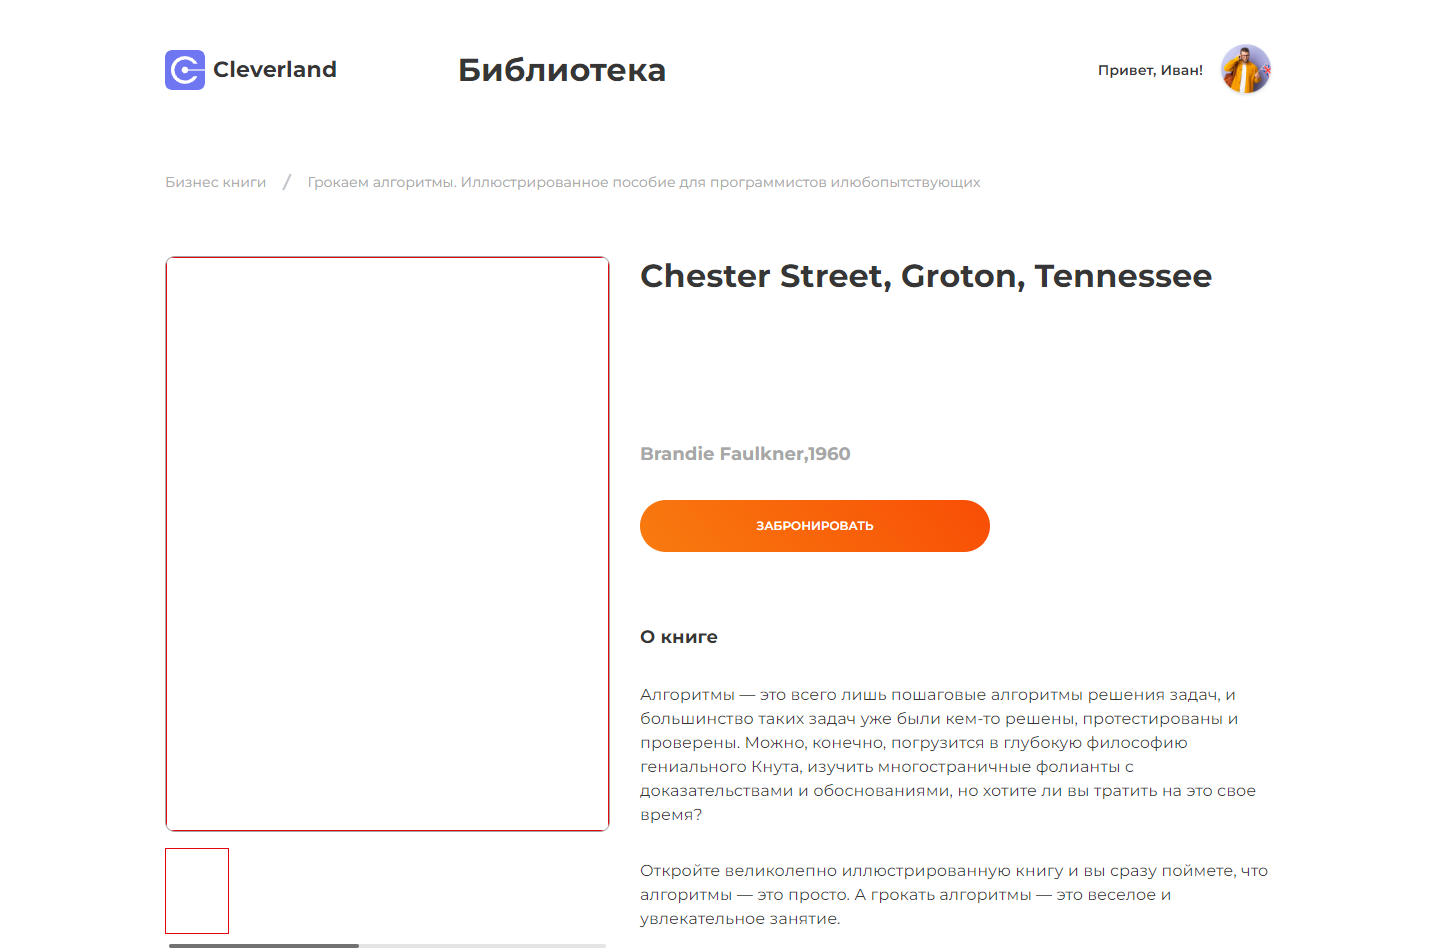 Cleverland
Библиотека
Привет, Иван!
Бизнес книги / Грокаем алгоритмы. Иллюстрированное пособие для программистов илюбопытствующих
Chester Street, Groton, Tennessee
Brandie Faulkner,1960
ЗАБРОНИРОВАТЬ
О книге
Алгоритмы — это всего лишь пошаговые алгоритмы решения задач, и
большинство таких задач уже были кем-то решены, протестированы и
проверены. Можно, конечно, погрузится в глубокую философию
гениального Кнута, изучить многостраничные фолианты с
доказательствами и обоснованиями, но хотите ли вы тратить на это свое
время?
Откройте великолепно иллюстрированную книгу и вы сразу поймете, что
алгоритмы — это просто. А грокать алгоритмы — это веселое и
увлекательное занятие.